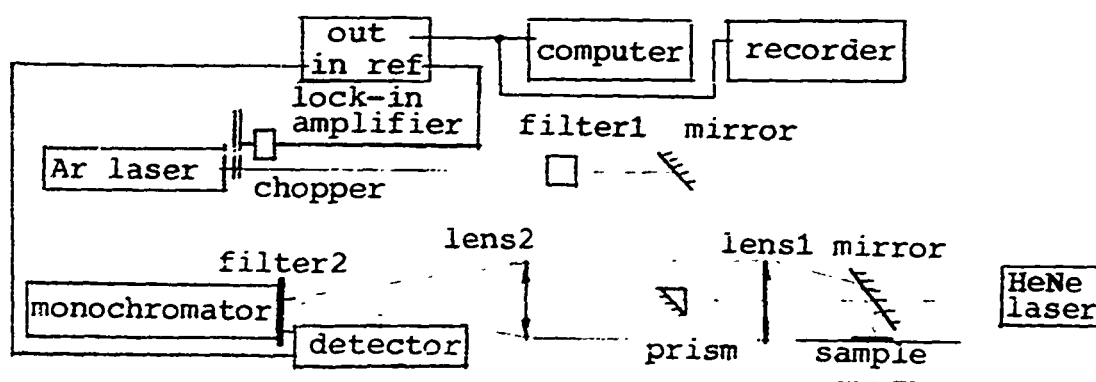 out
in ref
computer
recorder
lock-in
amplifier
filter1 mirror
Ar laser
chopper
lens2
lens1 mirror
filter2
HeNe
laser
monochromator
detector
prism
sample